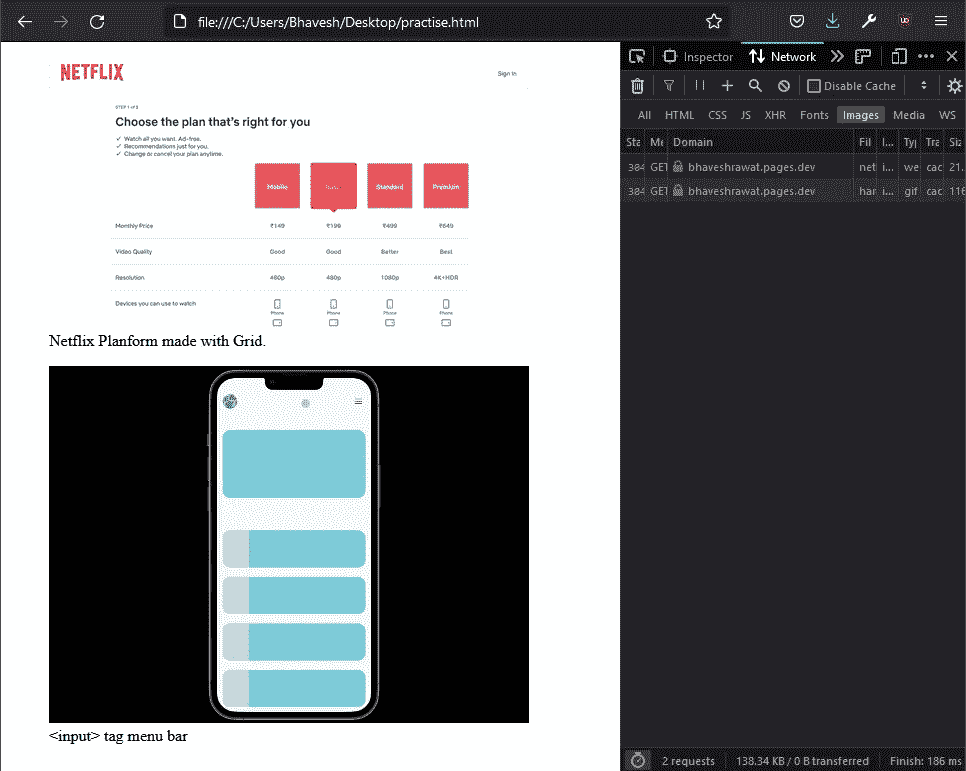 file:///C:/Users/Bhavesh/Desktop/practise.html
Inspector Network
Disable Cache
All HTML CSS JS XHR Fonts Images Media WS
Sta Me Domain Fil I... Typ Tra Siz
304 GET bhaveshrawat.pages.dev net i... we cac 21.
304 GET bhaveshrawat.pages.dev har i... gif cac 116
NETFLIX
Sign In
STEP 1 of 3
Choose the plan that's right for you
✓ Watch all you want. Ad-free.
✓ Recommendations just for you.
✓ Change or cancel your plan anytime.
Mobile Standard Premium
Monthly Price ₹149 ₹199 ₹499 ₹649
Video Quality Good Good Better Best
Resolution 480p 480p 1080p 4K+HDR
Devices you can use to watch
Phone Phone Phone Phone
Netflix Planform made with Grid.
<input> tag menu bar
2 requests 138.34 KB / 0 B transferred Finish: 186 ms